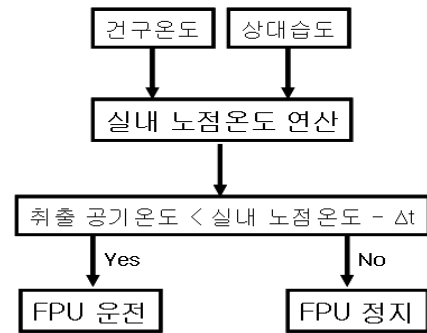 건구온도 상대습도
실내 노점온도 연산
취출 공기온도 < 실내 노점온도 - Δt
Yes No
FPU 운전 FPU 정지